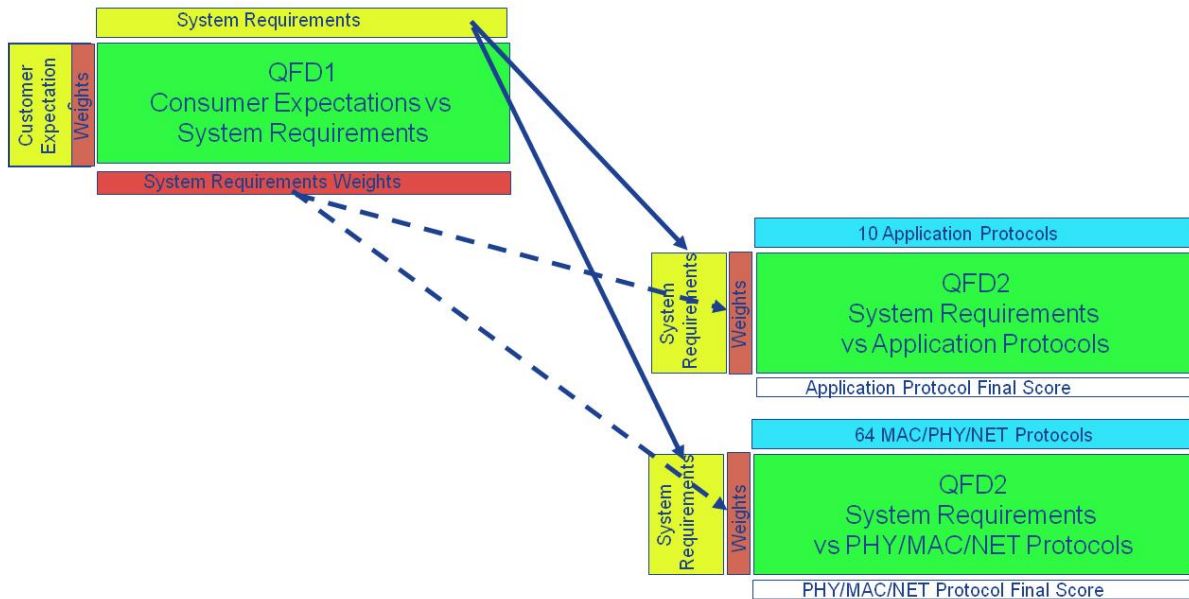 System Requirements
Customer
Expectation
Weights
QFD1
Consumer Expectations vs
System Requirements
System Requirements Weights
10 Application Protocols
System
Requirements
Weights
QFD2
System Requirements
vs Application Protocols
Application Protocol Final Score
64 MAC/PHY/NET Protocols
System
Requirements
Weights
QFD2
System Requirements
vs PHY/MAC/NET Protocols
PHY/MAC/NET Protocol Final Score